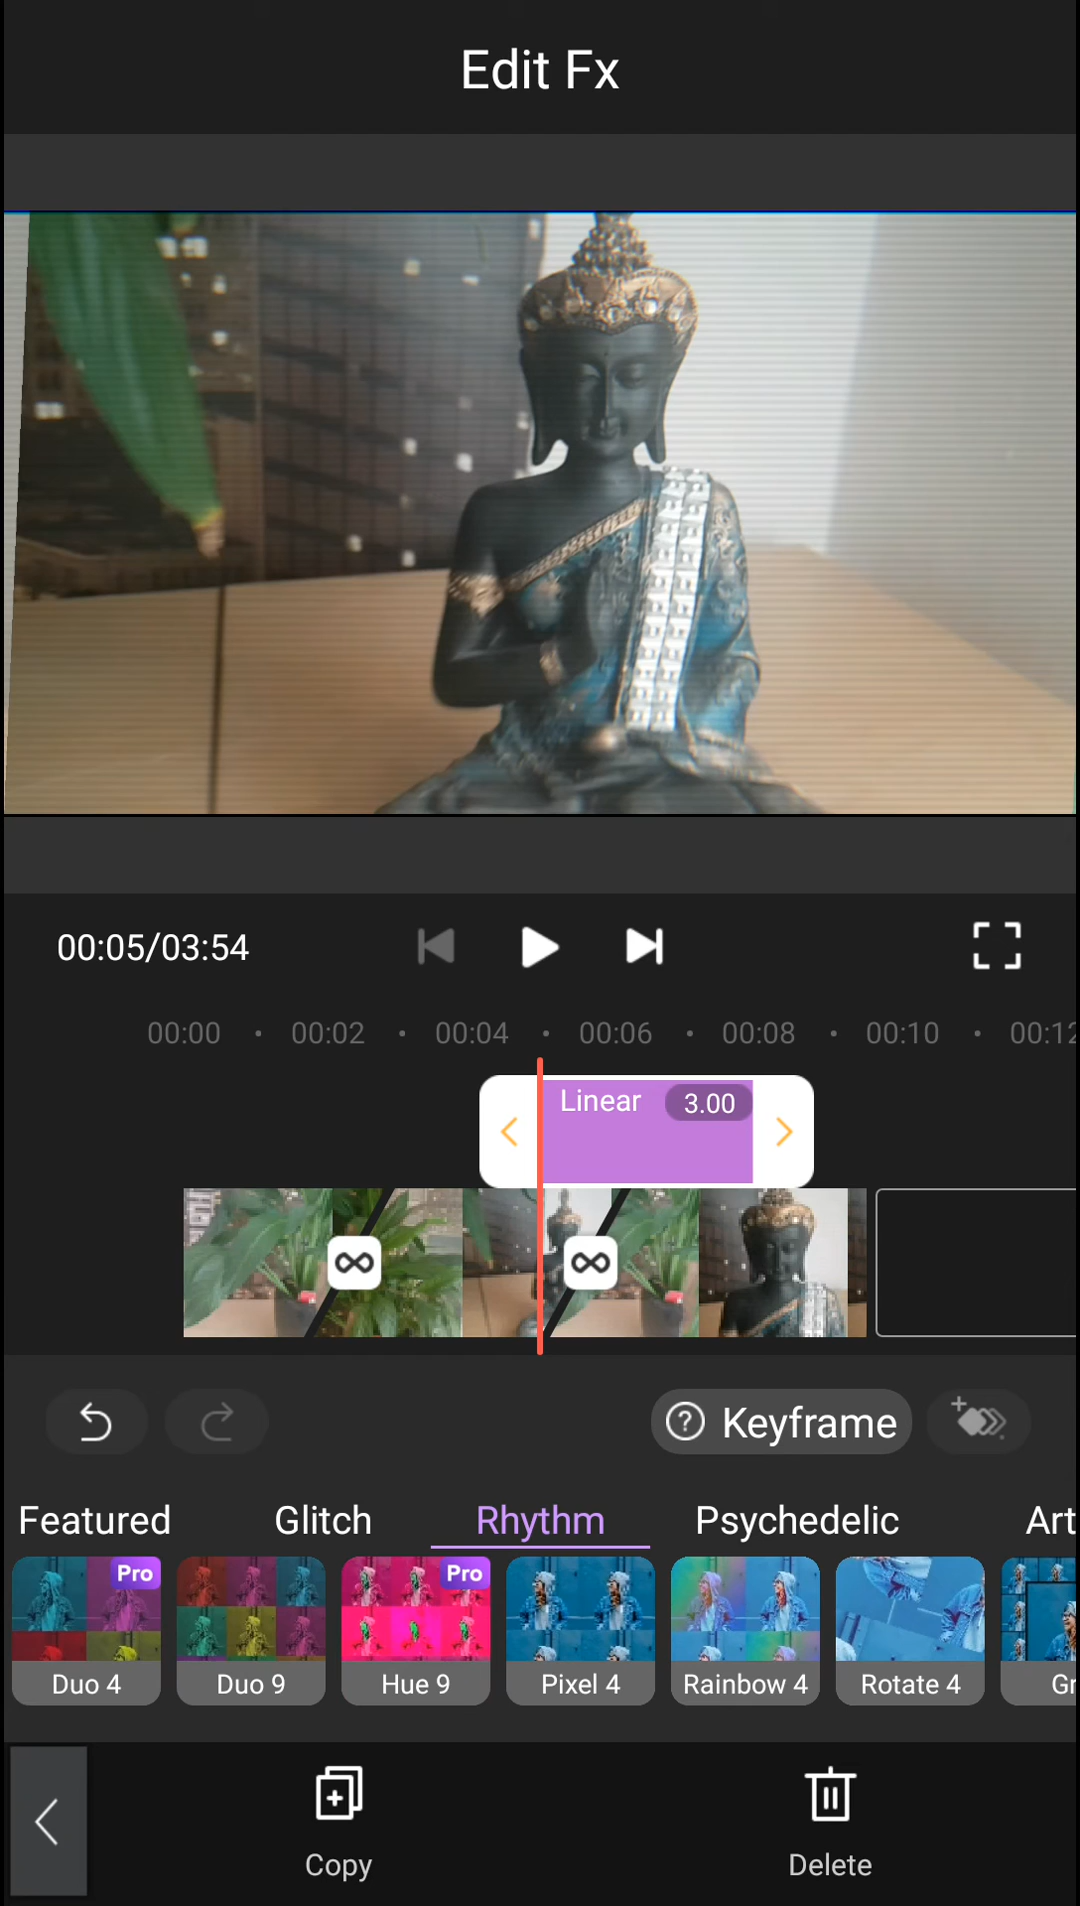 Edit Fx
00:05/03:54
00:00 00:02 00:04 00:06 00:08 00:10
Linear 3.00
Keyframe
Featured Glitch Rhythm Psychedelic Art
Pro Pro
Duo 4 Duo 9 Hue 9 Pixel 4 Rainbow 4 Rotate 4
Copy Delete